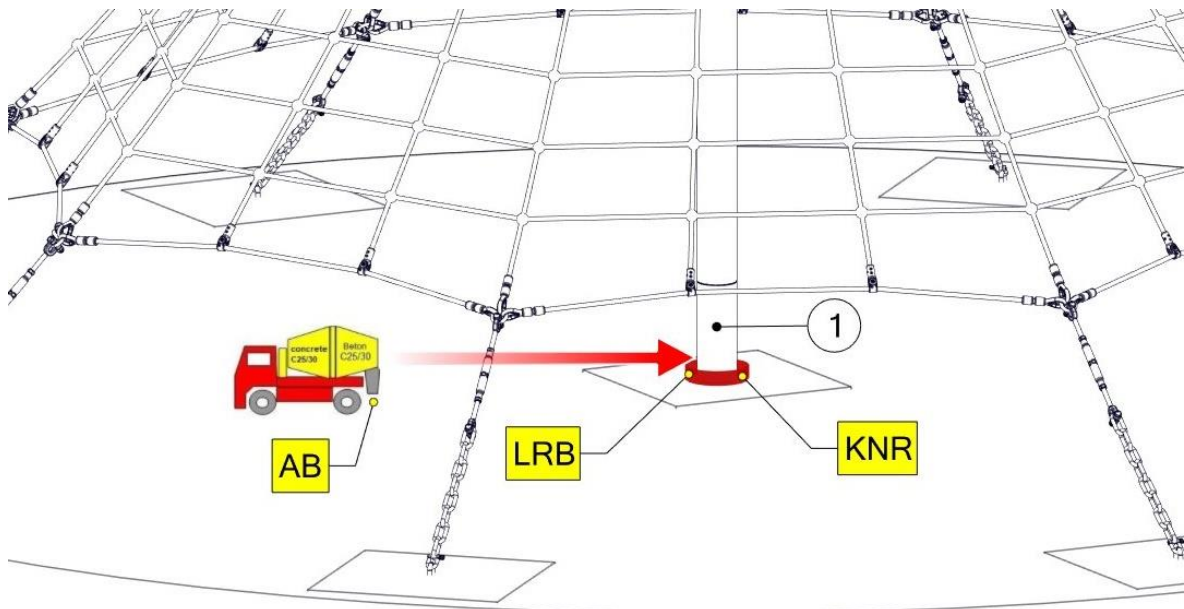 1
concrete
C25/30
Beton
C25/30
AB
LRB
KNR